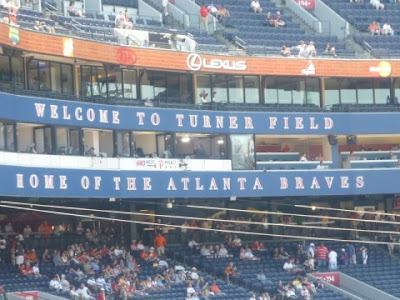 LEXUS
WELCOME TO TURNER FIELD
HOME OF THE ATLANTA BRAVES